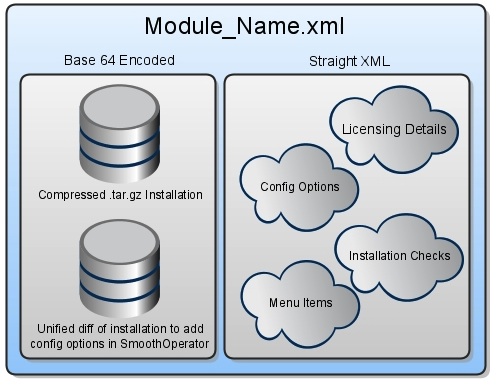 Module_Name.xml
Base 64 Encoded
Straight XML
Compressed .tar.gz Installation
Unified diff of installation to add
config options in SmoothOperator
Licensing Details
Config Options
Installation Checks
Menu Items